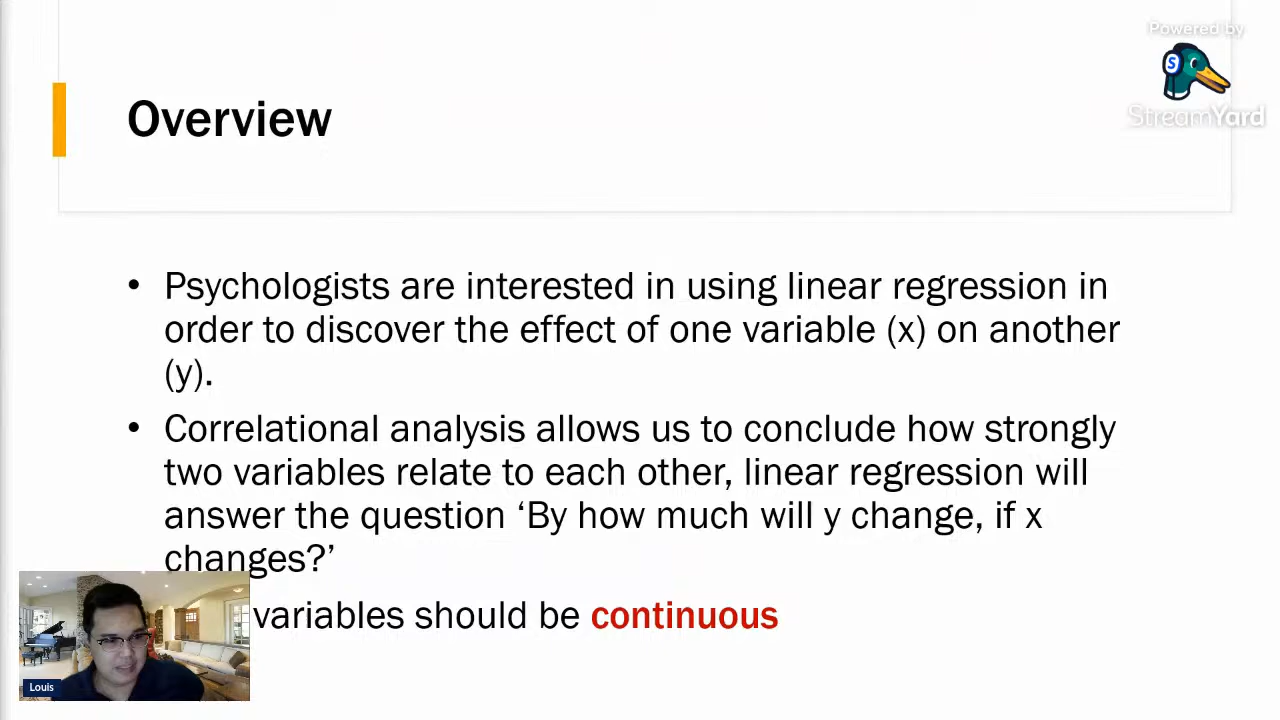 Powered by
StreamYard
Overview
• Psychologists are interested in using linear regression in
order to discover the effect of one variable (x) on another
(y).
• Correlational analysis allows us to conclude how strongly
two variables relate to each other, linear regression will
answer the question ‘By how much will y change, if x
changes?’
variables should be continuous
Louis